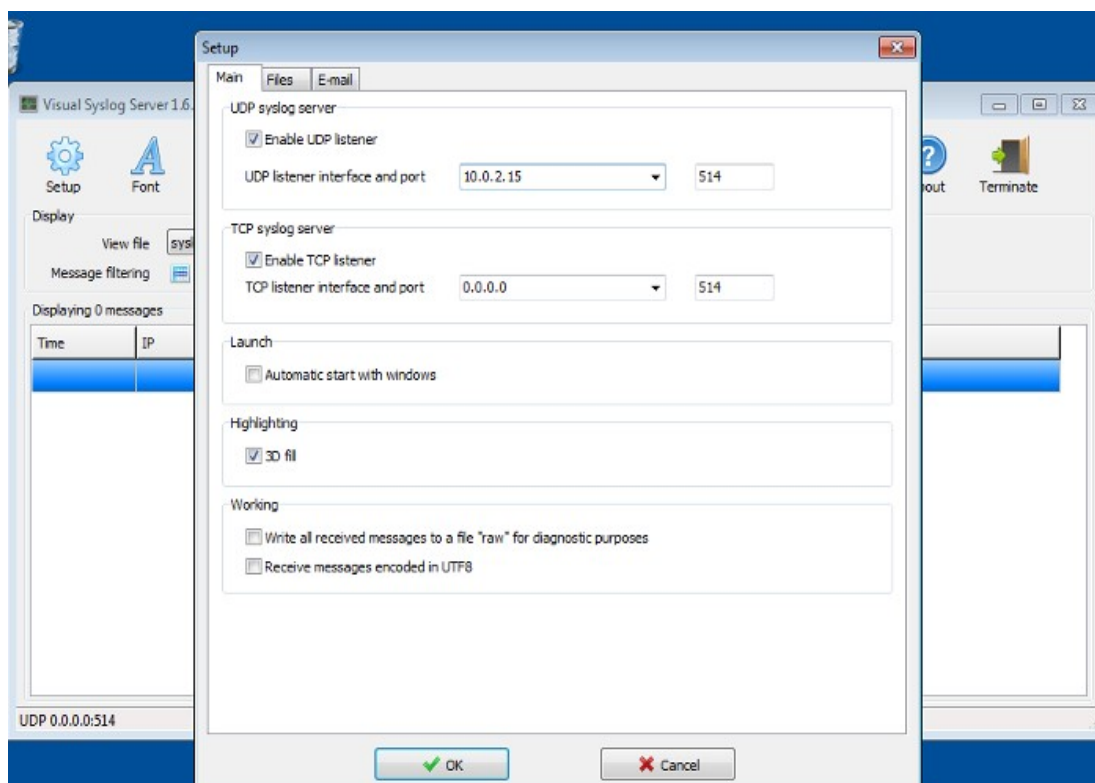 Setup
Main Files E-mail
UDP syslog server
Enable UDP listener
UDP listener interface and port 10.0.2.15 514
TCP syslog server
Enable TCP listener
TCP listener interface and port 0.0.0.0 514
Launch
Automatic start with windows
Highlighting
3D fill
Working
Write all received messages to a file "raw" for diagnostic purposes
Receive messages encoded in UTF8
OK Cancel
Visual Syslog Server 1.6.
Setup Font out Terminate
Display
View file sysl
Message filtering
Displaying 0 messages
Time IP
UDP 0.0.0.0:514